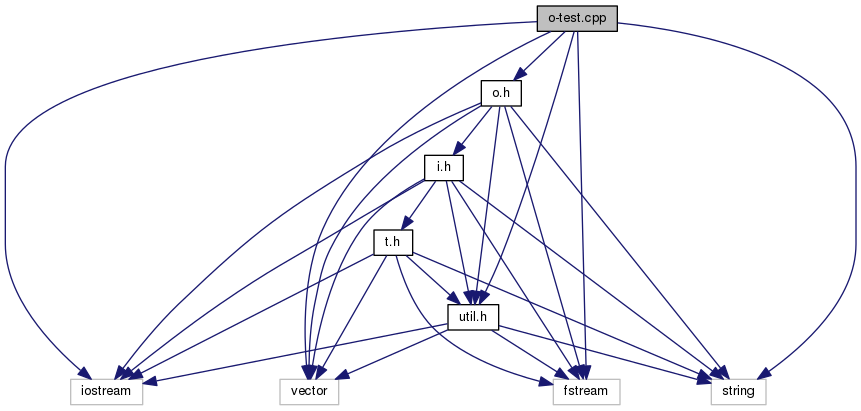 o-test.cpp
o.h
i.h
t.h
util.h
iostream
vector
fstream
string